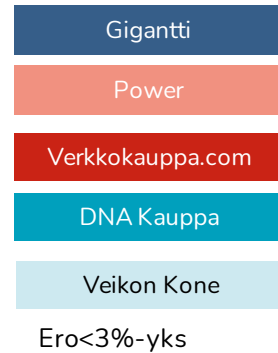 Gigantti
Power
Verkkokauppa.com
DNA Kauppa
Veikon Kone
Ero<3%-yks